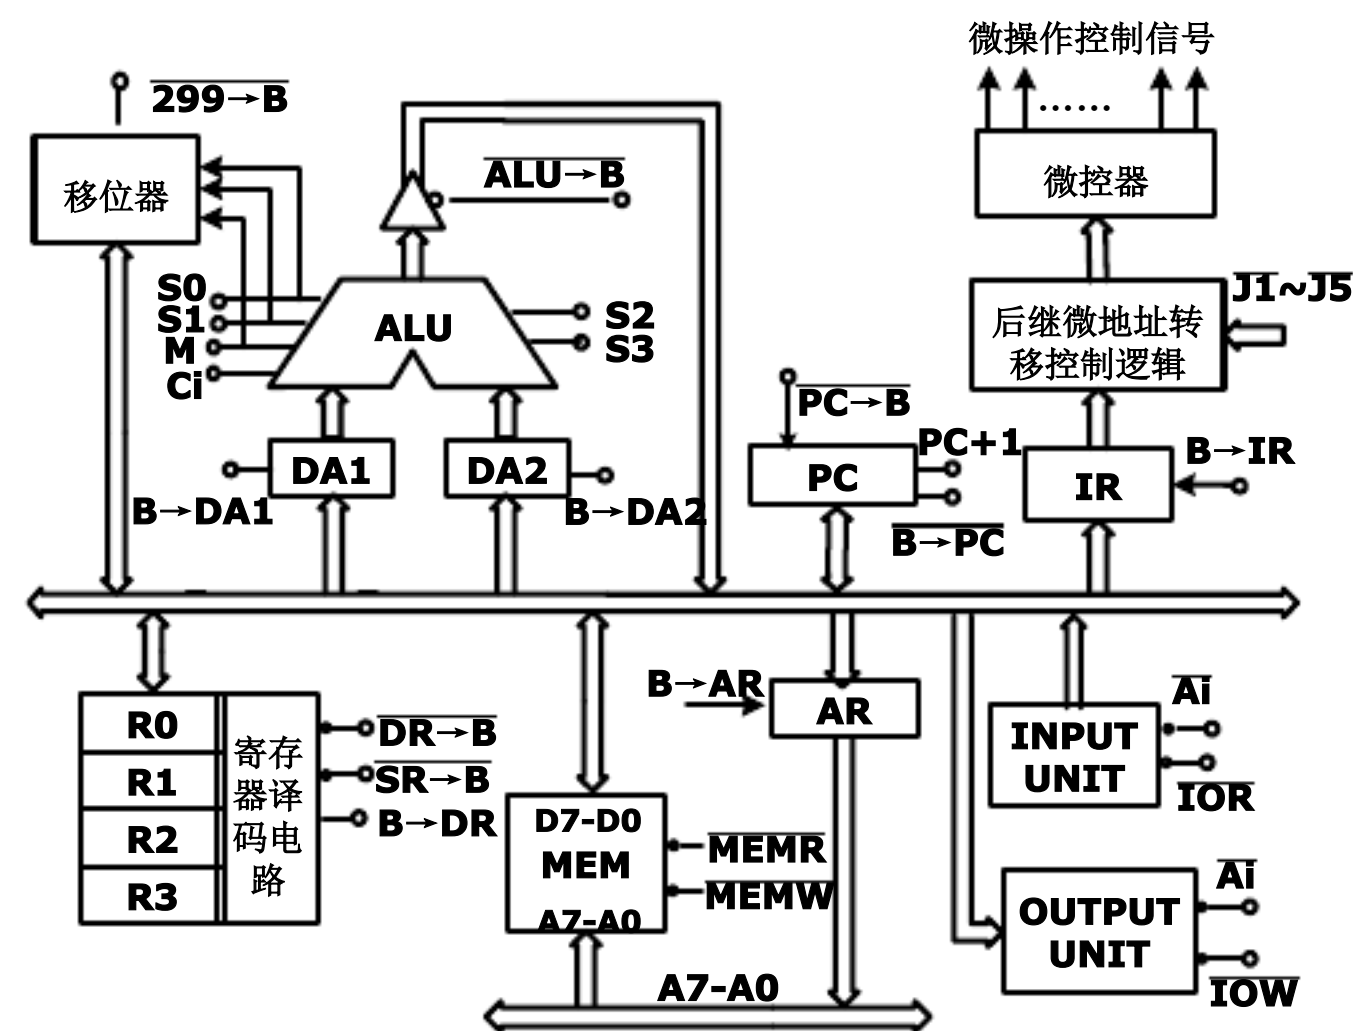 微操作控制信号
299→B
ALU→B
……
移位器
微控器
S0
S1
M
Ci
ALU
S2
S3
J1~J5
后继微地址转
移控制逻辑
PC→B
PC+1
DA1
DA2
PC
IR
B→IR
B→DA1
B→DA2
B→PC
B→AR
AR
Ai
R0
R1
R2
R3
寄存
器译
码电
路
DR→B
SR→B
B→DR
INPUT
UNIT
IOR
D7-D0
MEM
A7-A0
MEMR
MEMW
Ai
OUTPUT
UNIT
IOW
A7-A0